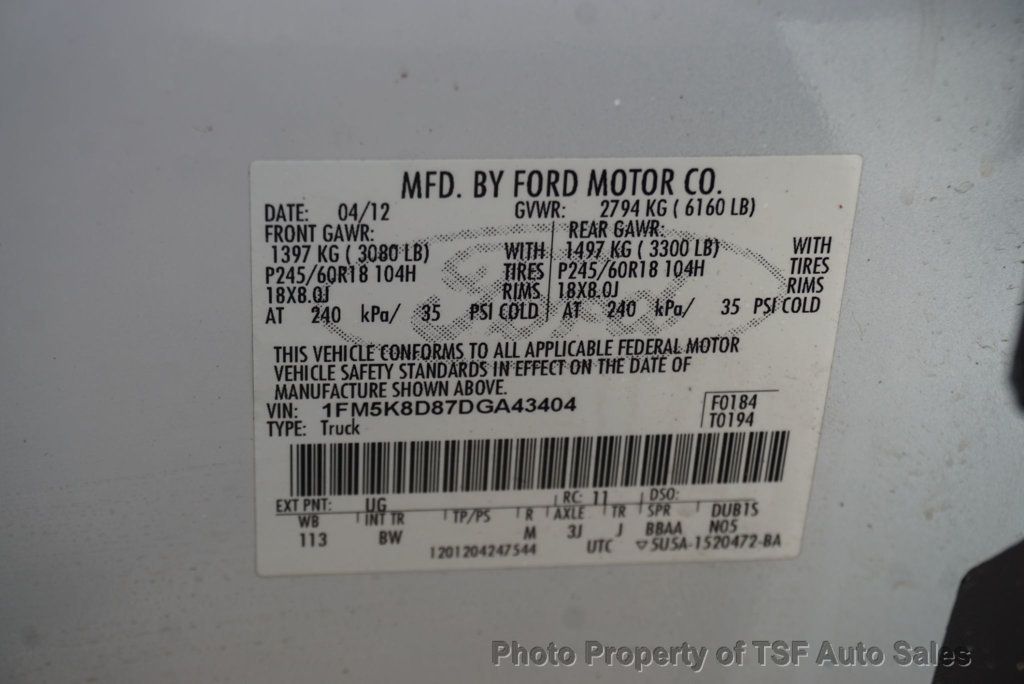 MFD. BY FORD MOTOR CO.
DATE: 04/12 GVWR: 2794 KG ( 6160 LB)
FRONT GAWR: REAR GAWR:
1397 KG ( 3080 LB) WITH 1497 KG ( 3300 LB) WITH
P245/60R18 104H TIRES P245/60R18 104H TIRES
18X8.0J RIMS 18X8.0J RIMS
AT 240 kPa/ 35 PSI COLD AT 240 kPa/ 35 PSI COLD
Ford
THIS VEHICLE CONFORMS TO ALL APPLICABLE FEDERAL MOTOR
VEHICLE SAFETY STANDARDS IN EFFECT ON THE DATE OF
MANUFACTURE SHOWN ABOVE.
VIN: 1FM5K8D87DGA43404 F0184
TYPE: Truck T0194
EXT PNT: UG RC: 11 DSO:
WB INT TR TP/PS R AXLE TR SPR DUB1S
113 BW M 3J J BBAA N05
1201204247544 UTC ▽5U5A-1520472-BA
Photo Property of TSF Auto Sales